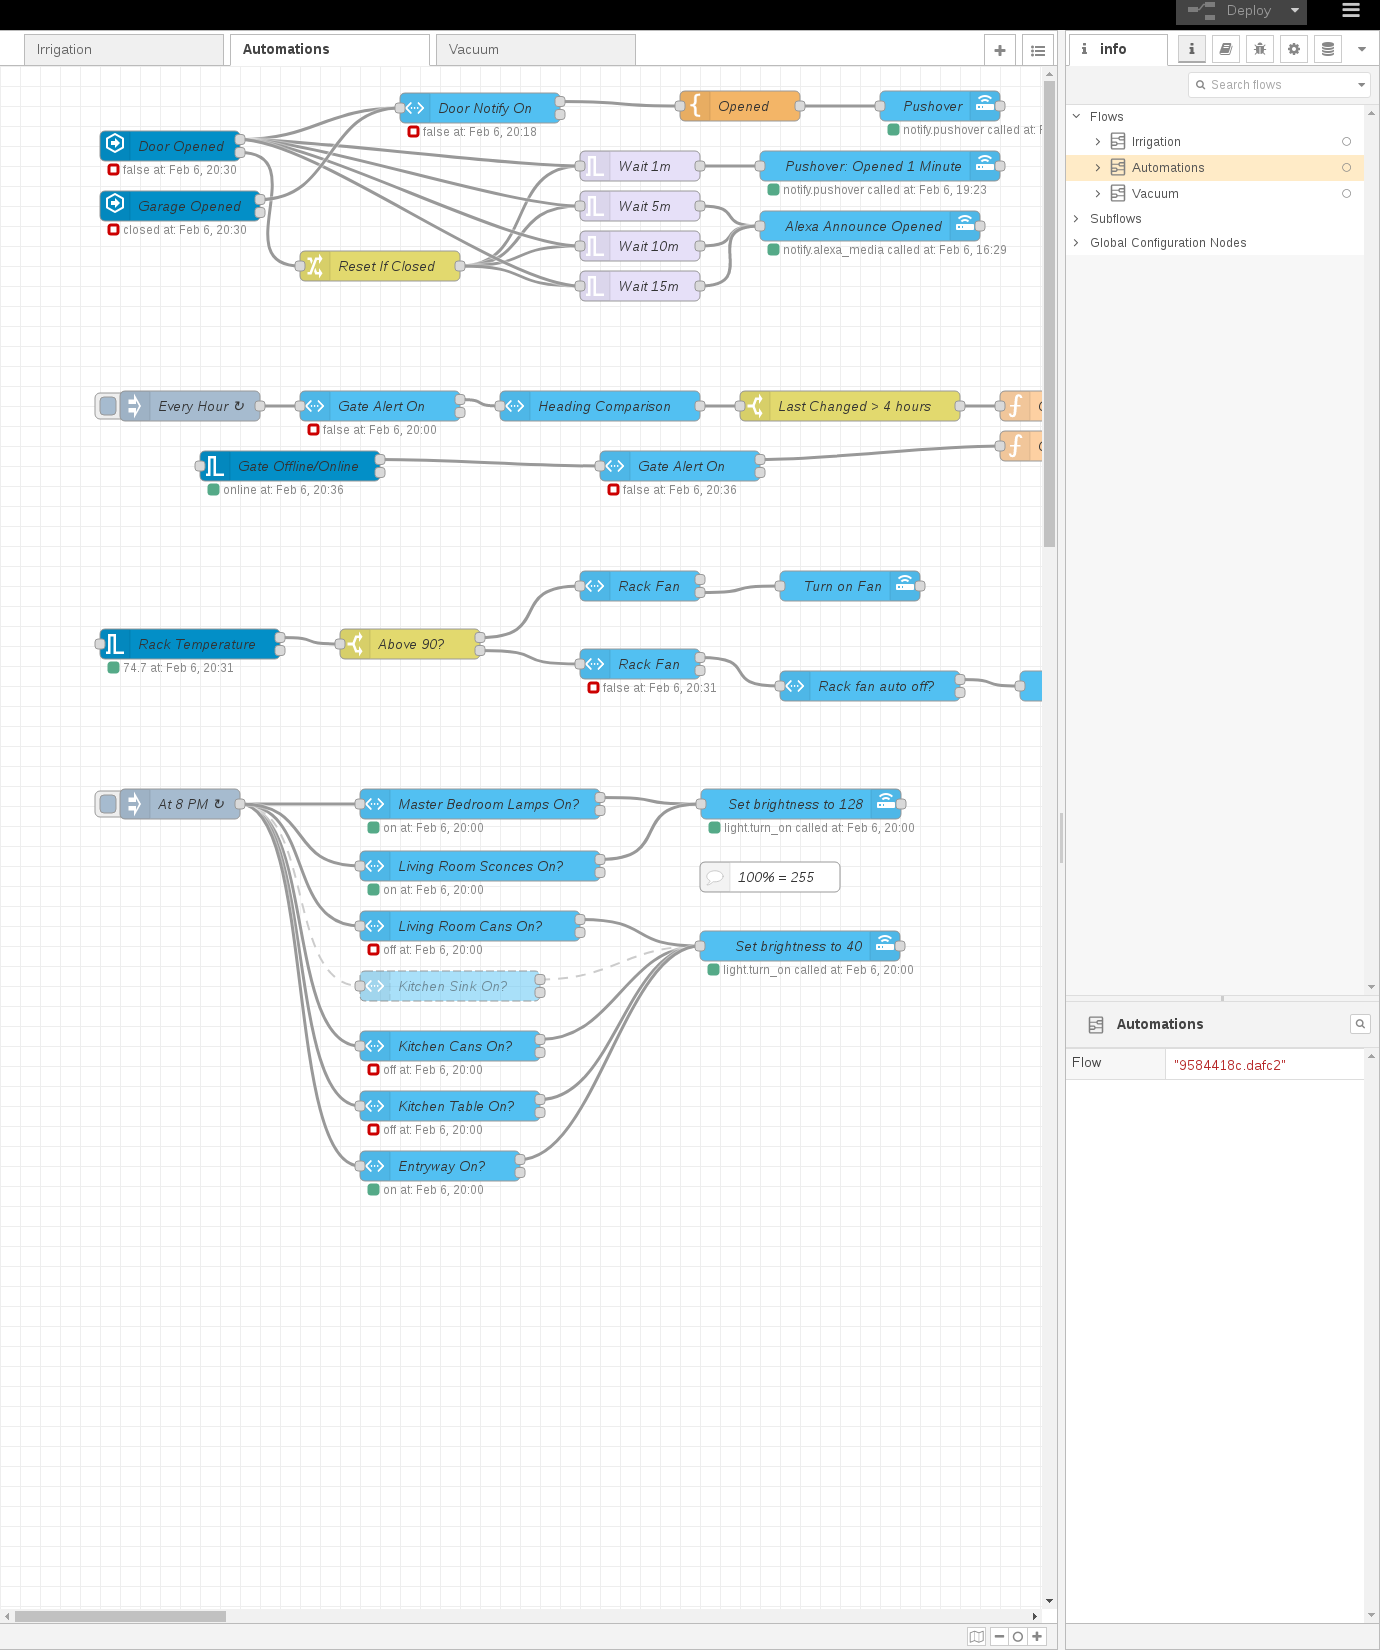 Deploy
Irrigation
Automations
Vacuum
info
Search flows
Flows
Irrigation
Automations
Vacuum
Subflows
Global Configuration Nodes
Door Notify On
false at: Feb 6, 20:18
Opened
Pushover
notify.pushover called at:
Door Opened
false at: Feb 6, 20:30
Wait 1m
Pushover: Opened 1 Minute
notify.pushover called at: Feb 6, 19:23
Garage Opened
closed at: Feb 6, 20:30
Wait 5m
Alexa Announce Opened
notify.alexa_media called at: Feb 6, 16:29
Wait 10m
Reset If Closed
Wait 15m
Every Hour ↻
Gate Alert On
false at: Feb 6, 20:00
Heading Comparison
Last Changed > 4 hours
Gate Offline/Online
online at: Feb 6, 20:36
Gate Alert On
false at: Feb 6, 20:36
Rack Fan
Turn on Fan
Rack Temperature
74.7 at: Feb 6, 20:31
Above 90?
Rack Fan
false at: Feb 6, 20:31
Rack fan auto off?
At 8 PM ↻
Master Bedroom Lamps On?
on at: Feb 6, 20:00
Set brightness to 128
light.turn_on called at: Feb 6, 20:00
Living Room Sconces On?
on at: Feb 6, 20:00
100% = 255
Living Room Cans On?
off at: Feb 6, 20:00
Set brightness to 40
light.turn_on called at: Feb 6, 20:00
Kitchen Sink On?
Kitchen Cans On?
off at: Feb 6, 20:00
Kitchen Table On?
off at: Feb 6, 20:00
Entryway On?
on at: Feb 6, 20:00
Automations
Flow
"9584418c.dafc2"